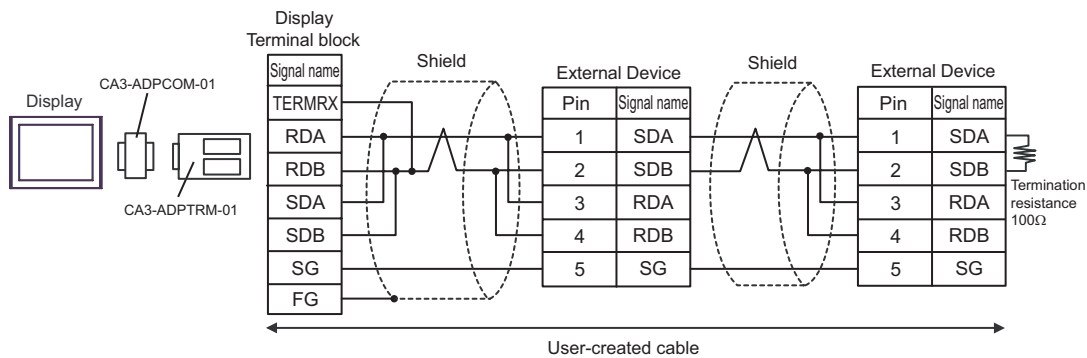 Display
Terminal block
Shield
Shield
Signal name
External Device
External Device
CA3-ADPCOM-01
Display
TERMRX
Pin Signal name
Pin Signal name
RDA
1 SDA
1 SDA
RDB
2 SDB
2 SDB
SDA
3 RDA
3 RDA
Termination
resistance
100Ω
CA3-ADPTRM-01
SDB
4 RDB
4 RDB
SG
5 SG
5 SG
FG
User-created cable